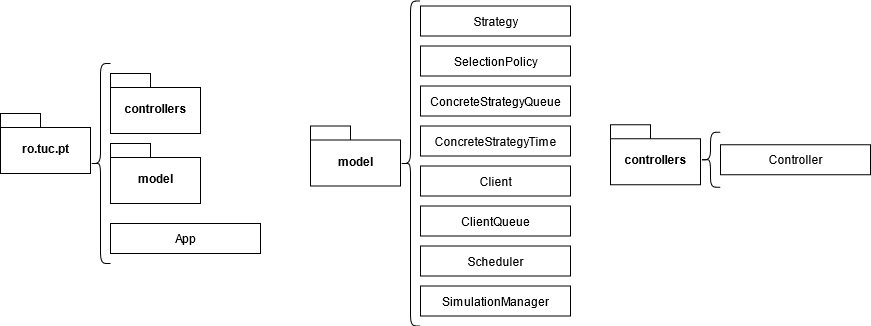 ro.tuc.pt
controllers
model
App
model
Strategy
SelectionPolicy
ConcreteStrategyQueue
ConcreteStrategyTime
Client
ClientQueue
Scheduler
SimulationManager
controllers
Controller